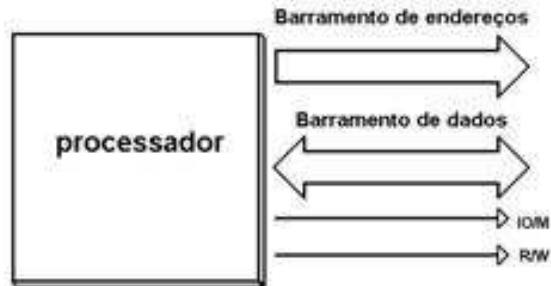 Barramento de endereços
processador
Barramento de dados
IO/M
R/W